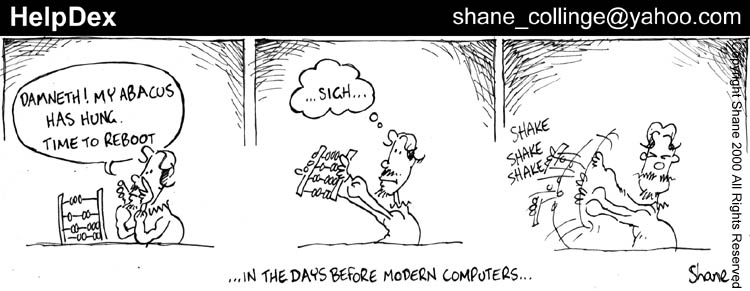 HelpDex
shane_collinge@yahoo.com
DAMNETH! MY ABACUS
HAS HUNG.
TIME TO REBOOT
...SIGH...
SHAKE
SHAKE
SHAKE!
Copyright Shane 2000 All Rights Reserved
...IN THE DAYS BEFORE MODERN COMPUTERS...
Shane